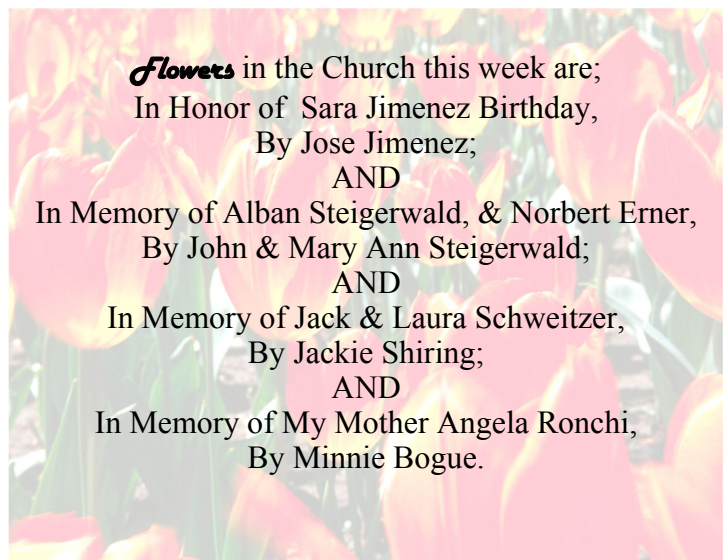 Flowers in the Church this week are;
In Honor of  Sara Jimenez Birthday,
By Jose Jimenez;
AND
In Memory of Alban Steigerwald, & Norbert Erner,
By John & Mary Ann Steigerwald;
AND
In Memory of Jack & Laura Schweitzer,
By Jackie Shiring;
AND
In Memory of My Mother Angela Ronchi,
By Minnie Bogue.